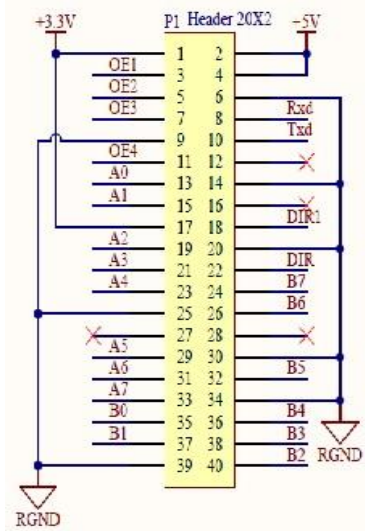 +3.3V P1 Header 20X2 +5V
1 2
OE1 3 4
OE2 5 6
OE3 7 8 Rxd
9 10 Txd
OE4 11 12
A0 13 14
A1 15 16
17 18 DIR1
A2 19 20
A3 21 22 DIR
A4 23 24 B7
25 26 B6
27 28
A5 29 30
A6 31 32 B5
A7 33 34
B0 35 36 B4
B1 37 38 B3
39 40 B2
RGND RGND